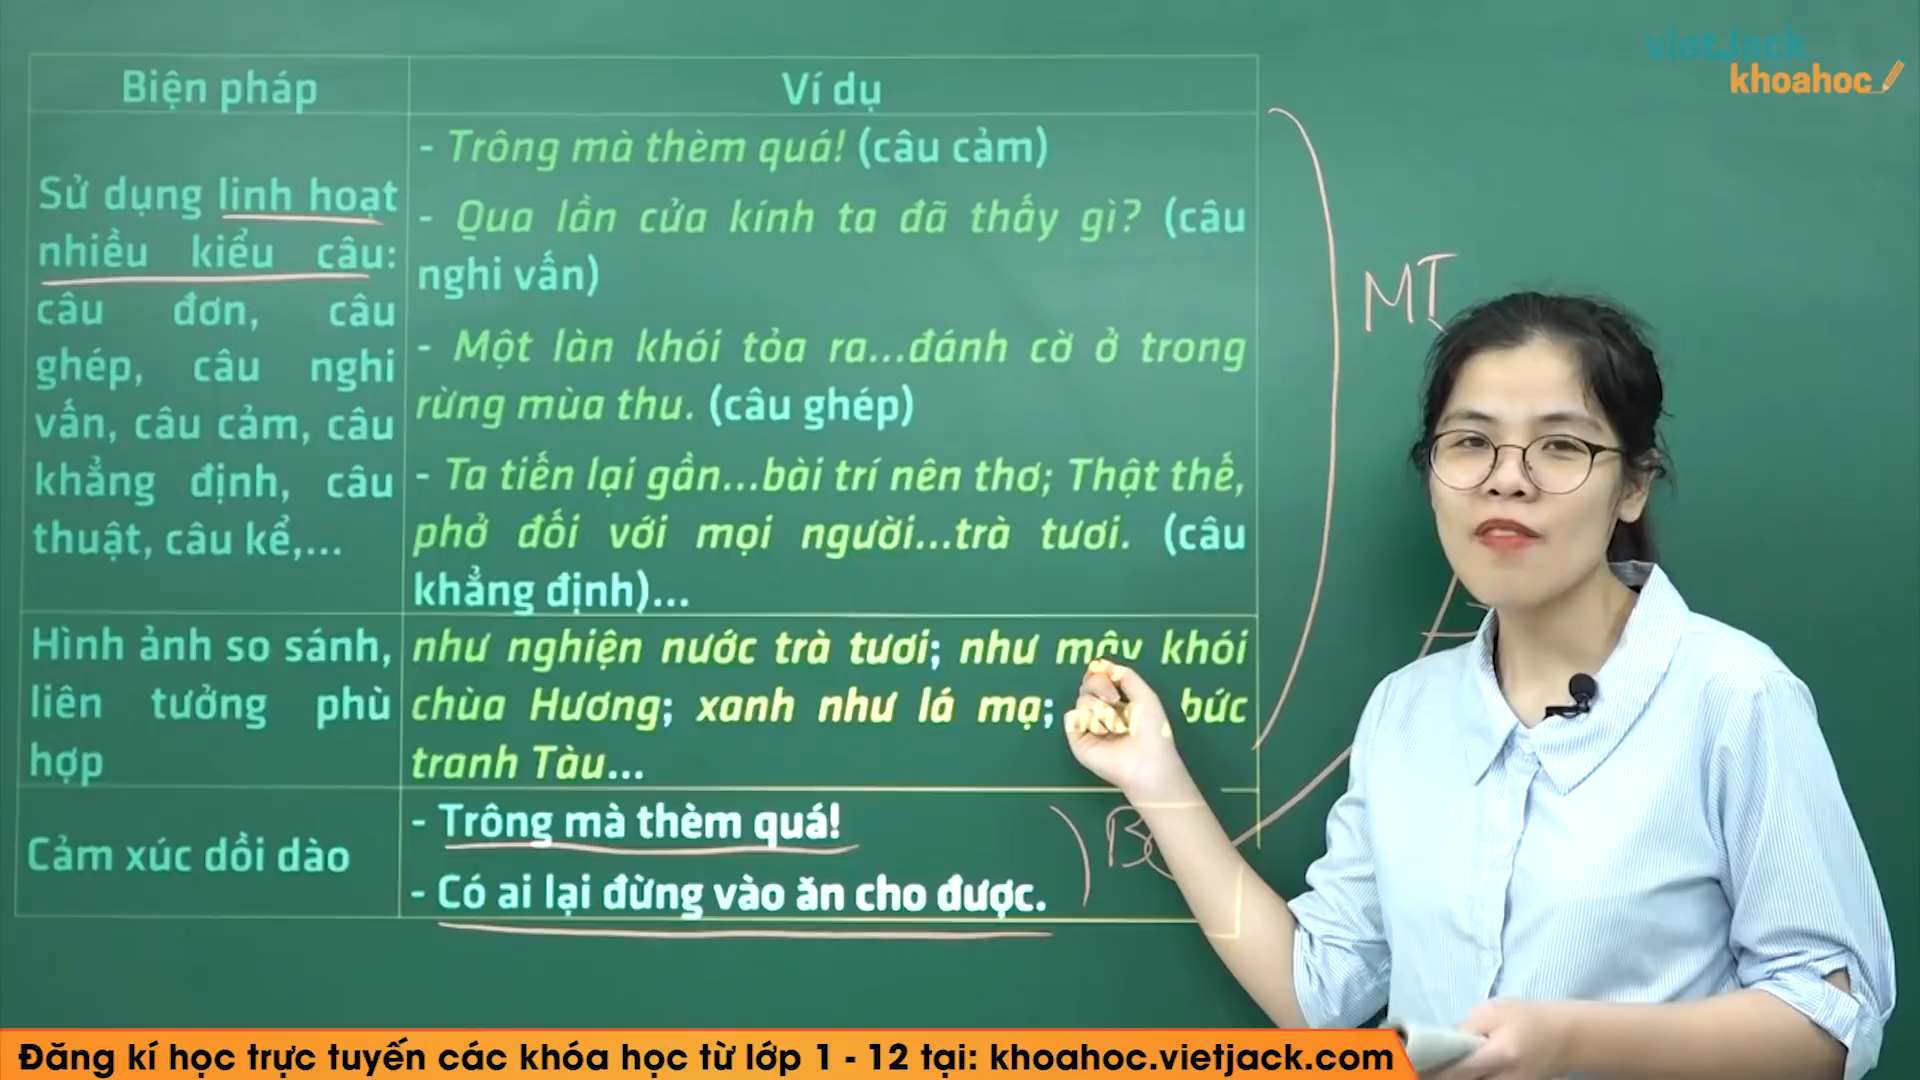 vietJack
khoahoc
Biện pháp
Ví dụ
Sử dụng linh hoạt
nhiều kiểu câu:
câu đơn, câu
ghép, câu nghi
vấn, câu cảm, câu
khẳng định, câu
thuật, câu kể,...
- Trông mà thèm quá! (câu cảm)
- Qua lần cửa kính ta đã thấy gì? (câu
nghi vấn)
- Một làn khói tỏa ra...đánh cờ ở trong
rừng mùa thu. (câu ghép)
- Ta tiến lại gần...bài trí nên thơ; Thật thế,
phở đối với mọi người...trà tươi. (câu
khẳng định)...
Hình ảnh so sánh,
liên tưởng phù
hợp
như nghiện nước trà tươi; như mây khói
chùa Hương; xanh như lá mạ; bức
tranh Tàu...
Cảm xúc dồi dào
- Trông mà thèm quá!
- Có ai lại đừng vào ăn cho được.
MT
Đăng kí học trực tuyến các khóa học từ lớp 1 - 12 tại: khoahoc.vietjack.com